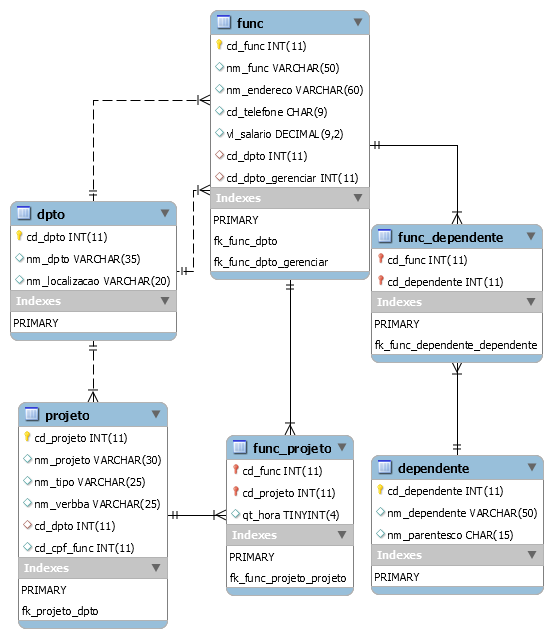 func
cd_func INT(11)
nm_func VARCHAR(50)
nm_endereco VARCHAR(60)
cd_telefone CHAR(9)
vl_salario DECIMAL(9,2)
cd_dpto INT(11)
cd_dpto_gerenciar INT(11)
Indexes
PRIMARY
fk_func_dpto
fk_func_dpto_gerenciar
dpto
cd_dpto INT(11)
nm_dpto VARCHAR(35)
nm_localizacao VARCHAR(20)
Indexes
PRIMARY
func_dependente
cd_func INT(11)
cd_dependente INT(11)
Indexes
PRIMARY
fk_func_dependente_dependente
projeto
cd_projeto INT(11)
nm_projeto VARCHAR(30)
nm_tipo VARCHAR(25)
nm_verbba VARCHAR(25)
cd_dpto INT(11)
cd_cpf_func INT(11)
Indexes
PRIMARY
fk_projeto_dpto
func_projeto
cd_func INT(11)
cd_projeto INT(11)
qt_hora TINYINT(4)
Indexes
PRIMARY
fk_func_projeto_projeto
dependente
cd_dependente INT(11)
nm_dependente VARCHAR(50)
nm_parentesco CHAR(15)
Indexes
PRIMARY